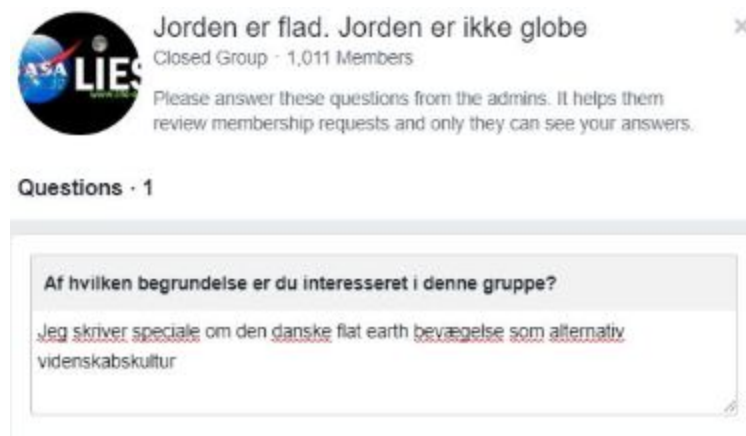 Jorden er flad. Jorden er ikke globe
Closed Group · 1,011 Members
ASA LIES
Please answer these questions from the admins. It helps them
review membership requests and only they can see your answers.
Questions · 1
Af hvilken begrundelse er du interesseret i denne gruppe?
Jeg skriver speciale om den danske flat earth bevægelse som alternativ
videnskabskultur